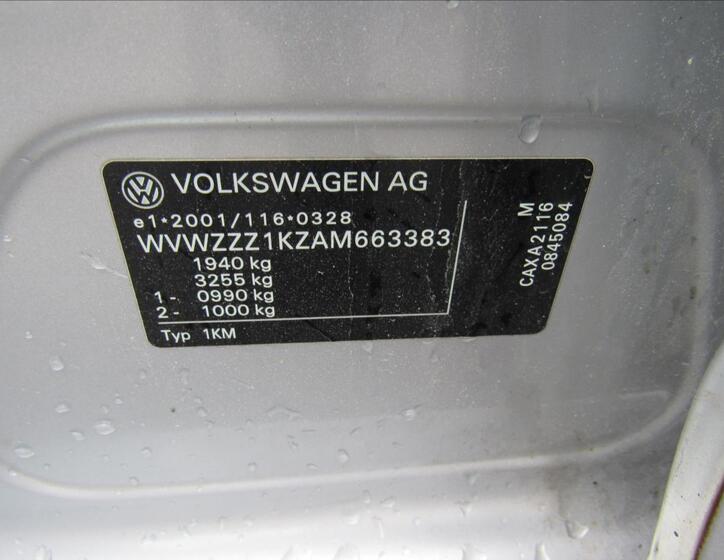 VOLKSWAGEN AG
e1*2001/116*0328
WVWZZZ1KZAM663383
1940 kg
3255 kg
1- 0990 kg
2- 1000 kg
Typ 1KM
M
CAXA2116
0845084